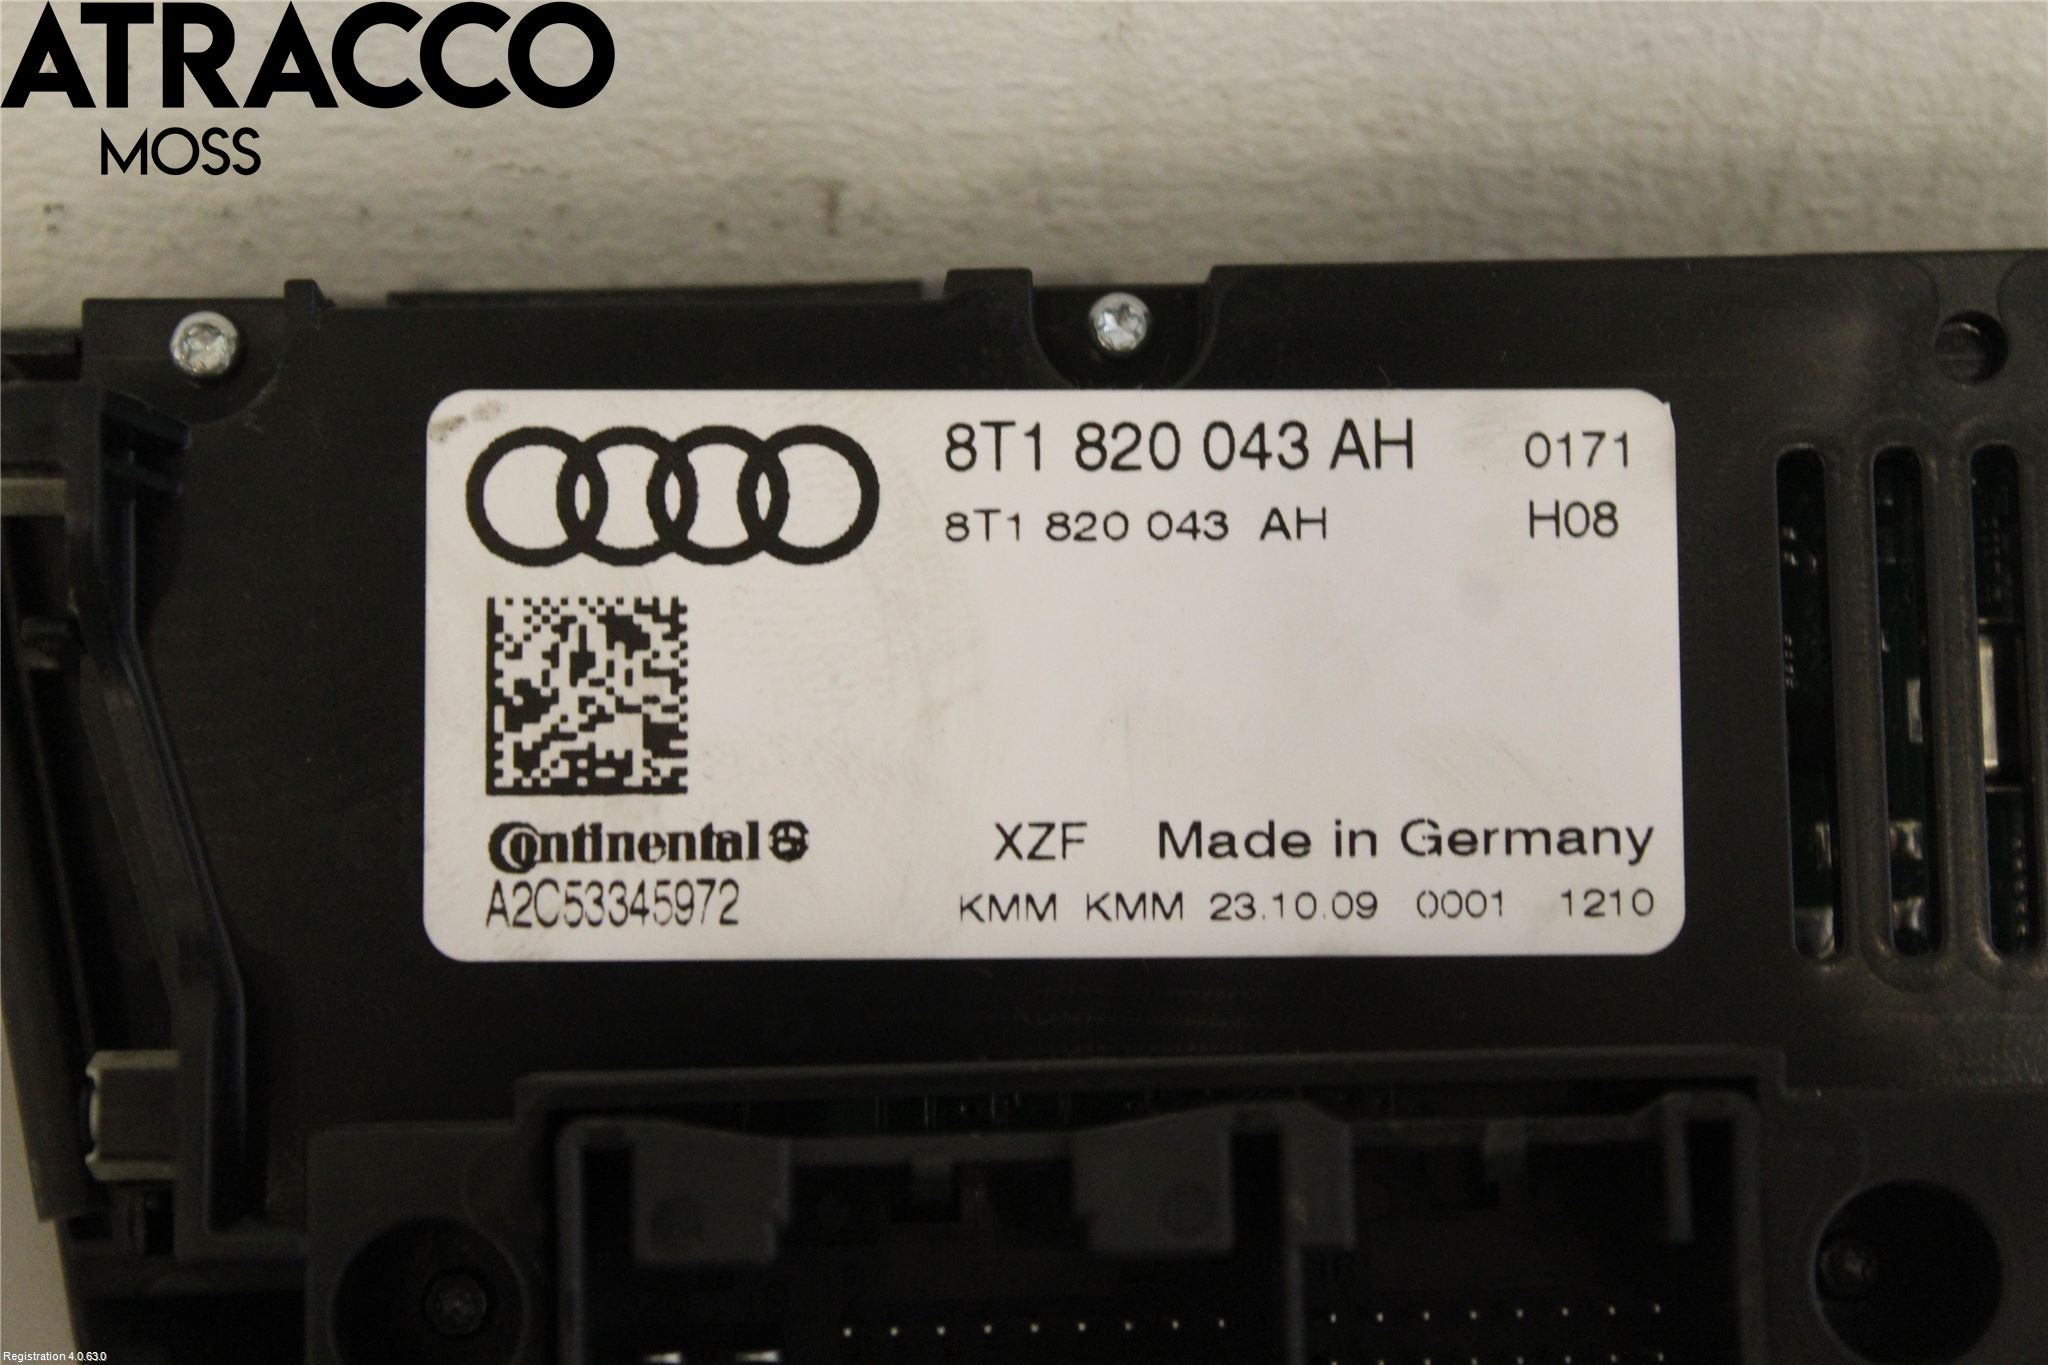 ATRACCO
MOSS
8T1 820 043 AH 0171
8T1 820 043 AH H08
Continental
XZF Made in Germany
A2C53345972
KMM KMM 23.10.09 0001 1210
Registration 4.0.63.0